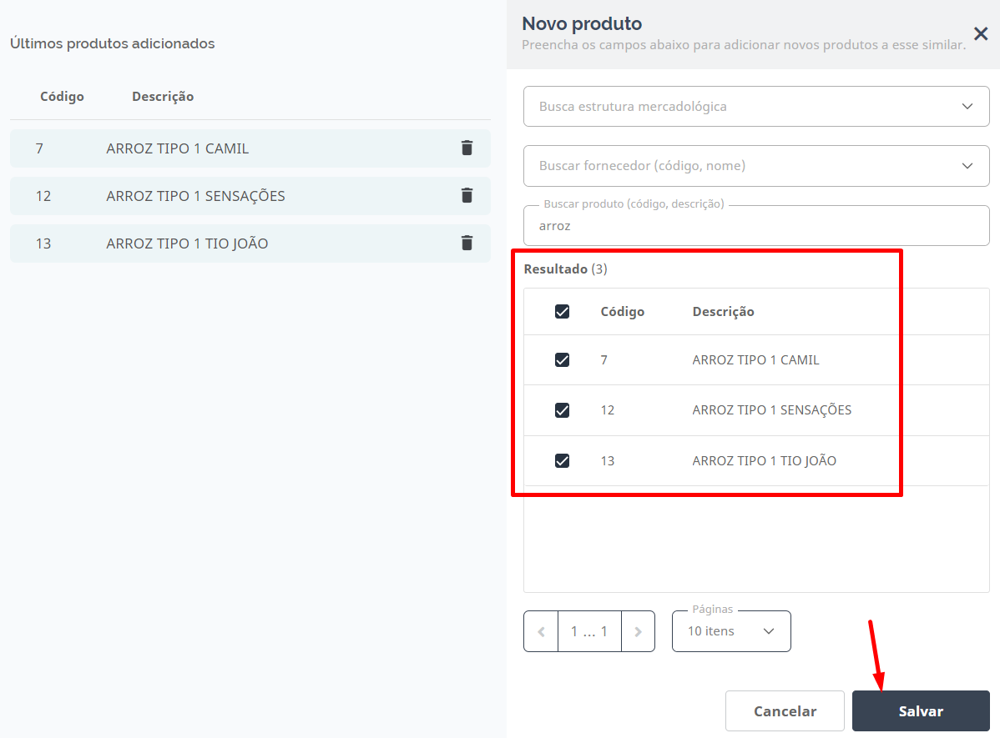 Últimos produtos adicionados
Código Descrição
7 ARROZ TIPO 1 CAMIL
12 ARROZ TIPO 1 SENSAÇÕES
13 ARROZ TIPO 1 TIO JOÃO
Novo produto
Preencha os campos abaixo para adicionar novos produtos a esse similar.
Busca estrutura mercadológica
Buscar fornecedor (código, nome)
Buscar produto (código, descrição)
arroz
Resultado (3)
Código Descrição
7 ARROZ TIPO 1 CAMIL
12 ARROZ TIPO 1 SENSAÇÕES
13 ARROZ TIPO 1 TIO JOÃO
1 ... 1
Páginas
10 itens
Cancelar Salvar